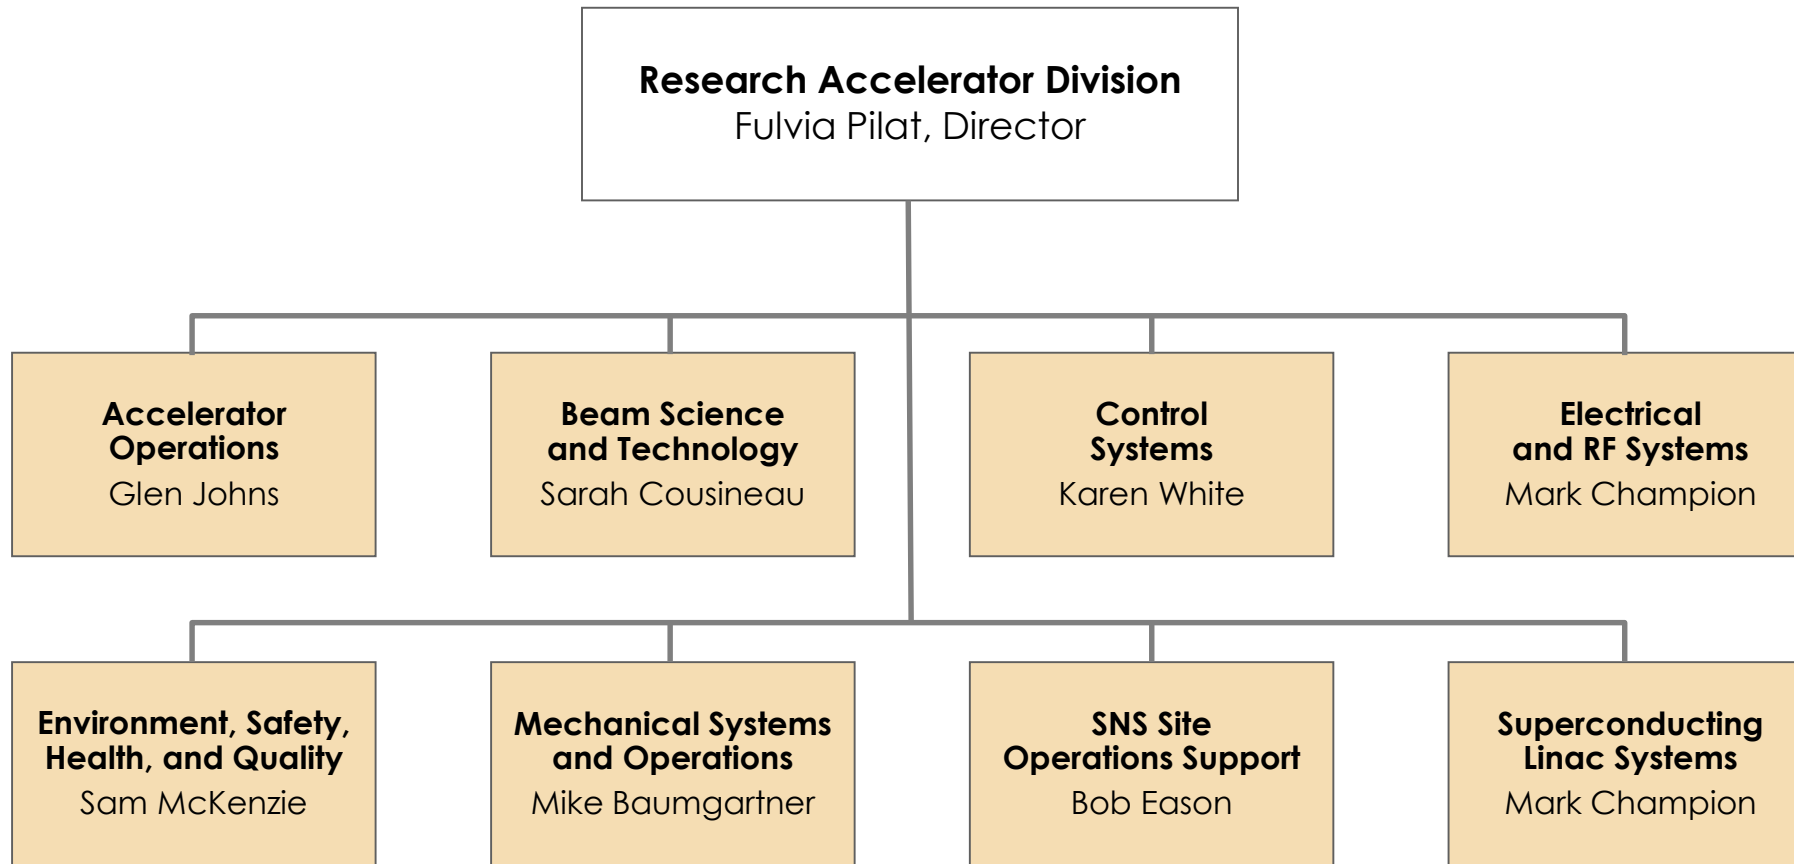 Research Accelerator Division
Fulvia Pilat, Director
Accelerator
Operations
Glen Johns
Beam Science
and Technology
Sarah Cousineau
Control
Systems
Karen White
Electrical
and RF Systems
Mark Champion
Environment, Safety,
Health, and Quality
Sam McKenzie
Mechanical Systems
and Operations
Mike Baumgartner
SNS Site
Operations Support
Bob Eason
Superconducting
Linac Systems
Mark Champion